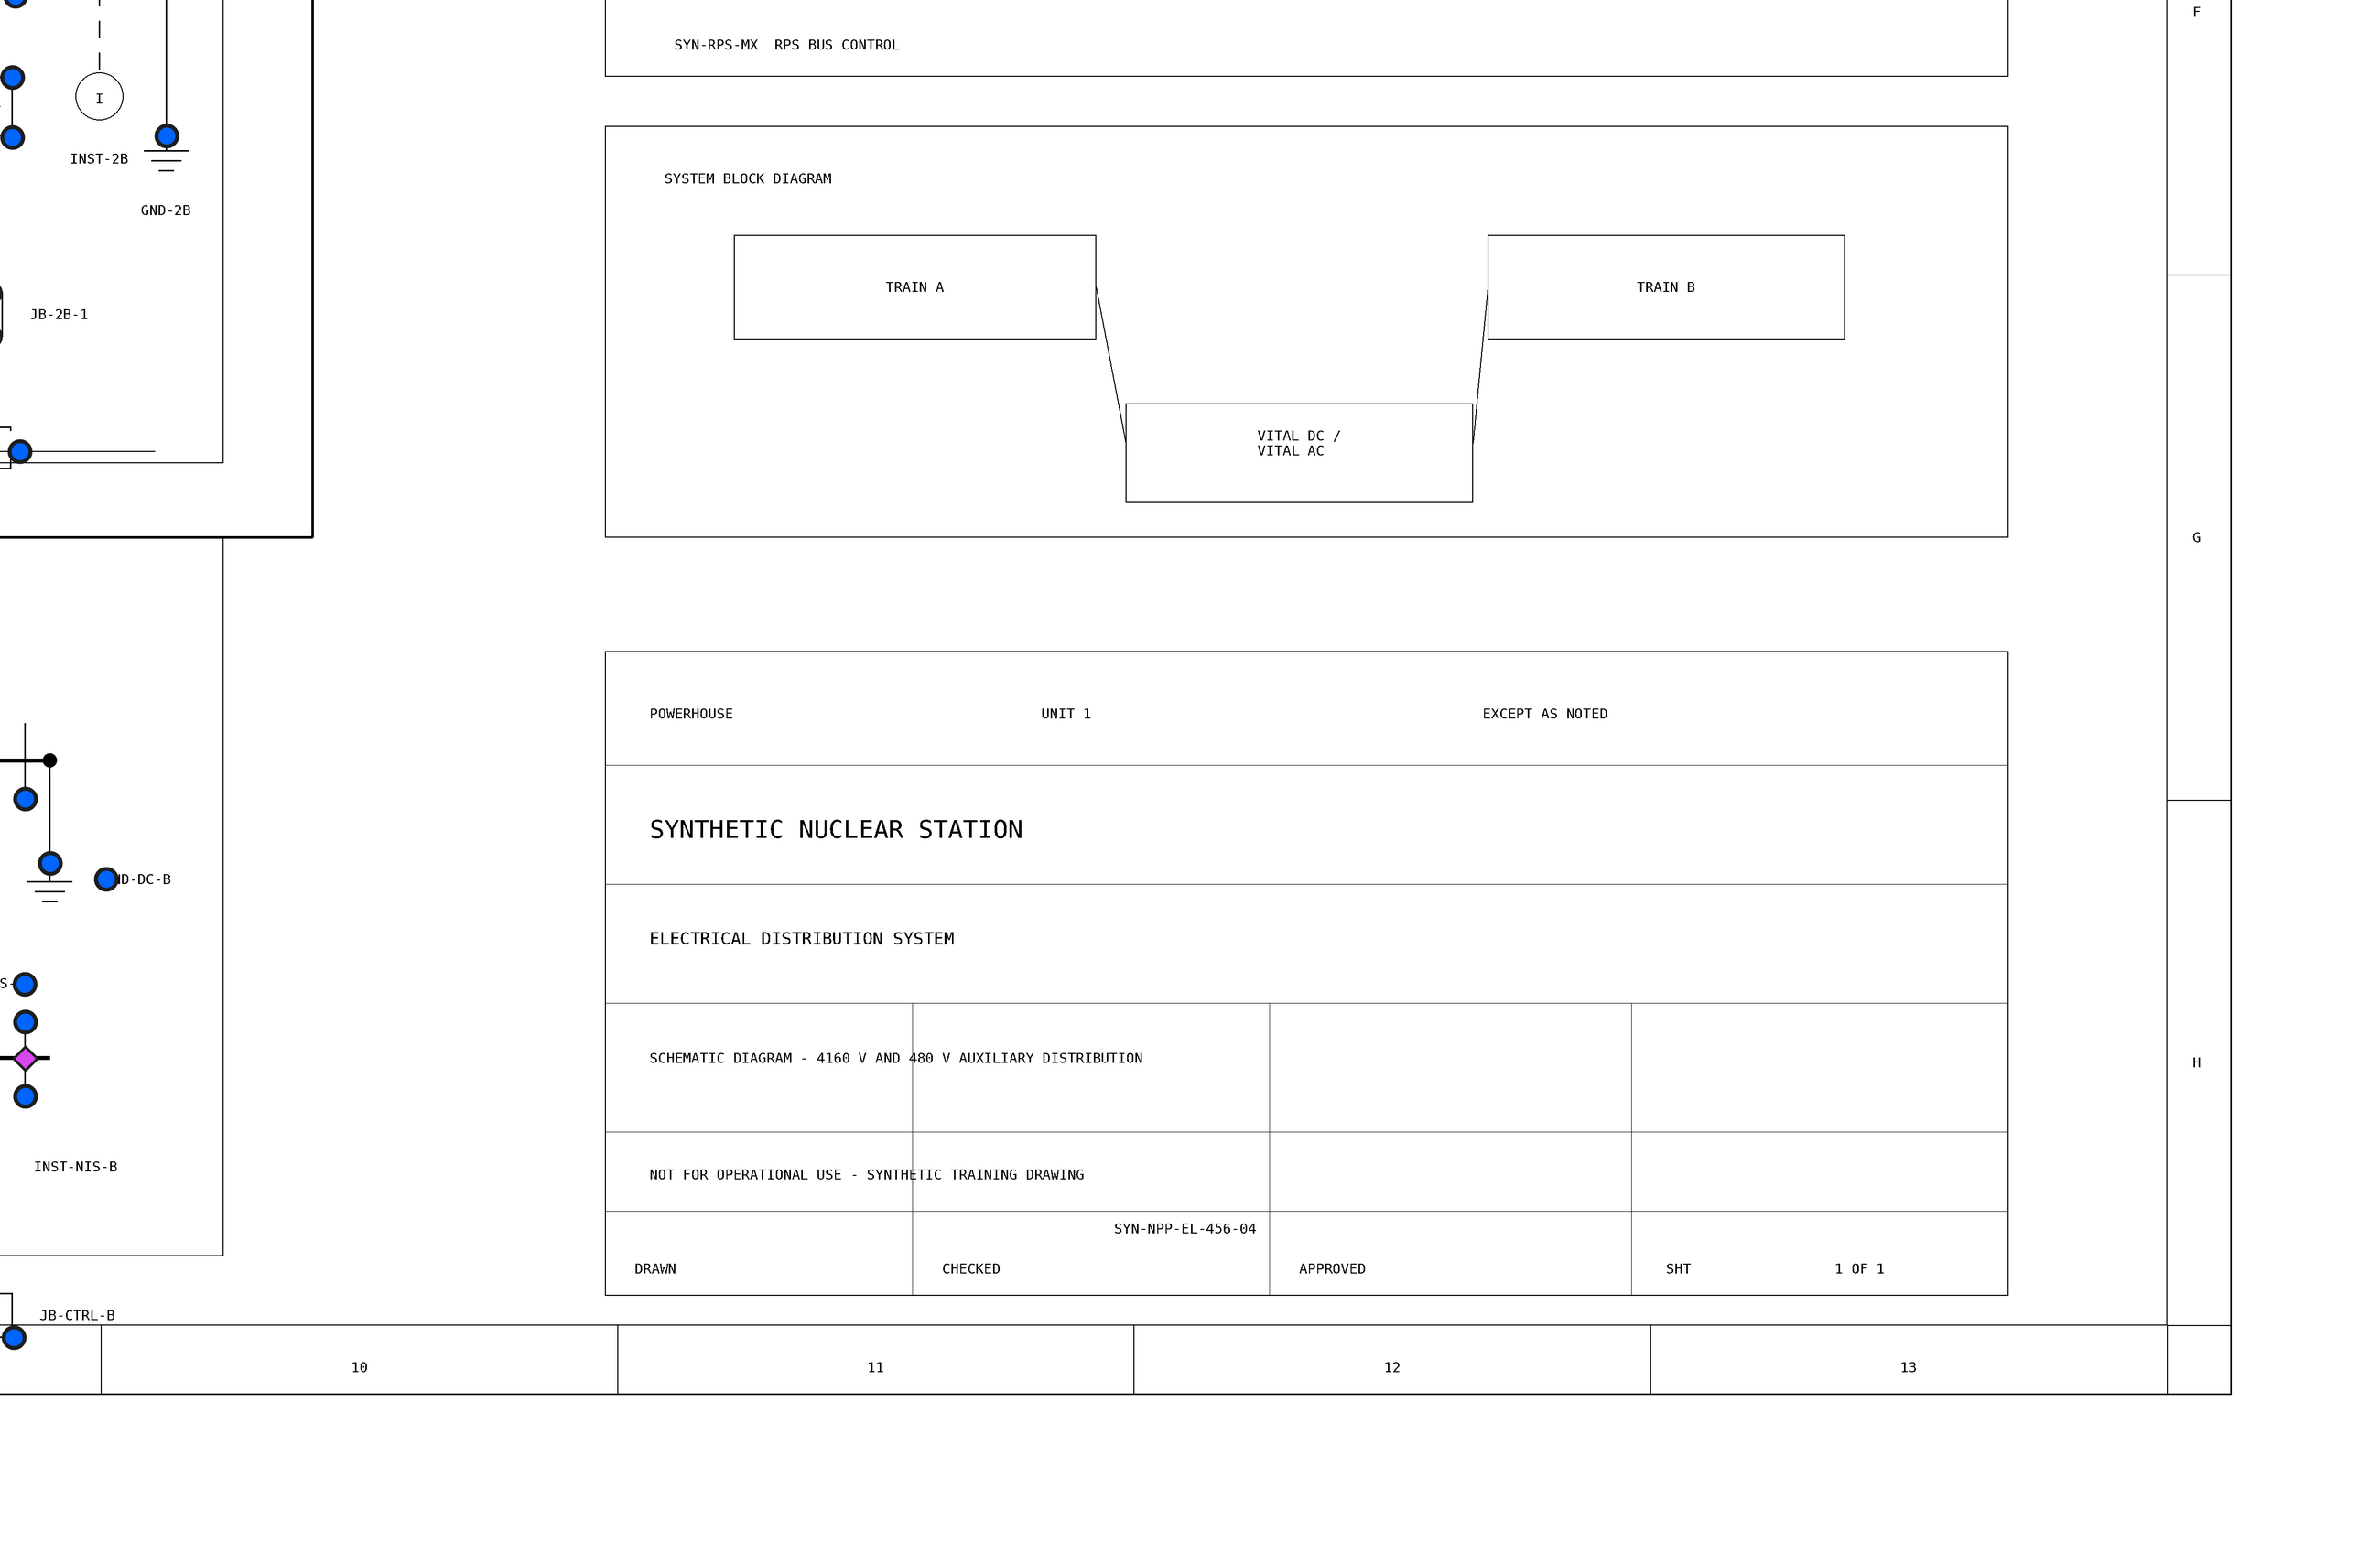 F
SYN-RPS-MX  RPS BUS CONTROL
I
INST-2B
GND-2B
SYSTEM BLOCK DIAGRAM
TRAIN A
TRAIN B
JB-2B-1
VITAL DC /
VITAL AC
G
POWERHOUSE
UNIT 1
EXCEPT AS NOTED
SYNTHETIC NUCLEAR STATION
ELECTRICAL DISTRIBUTION SYSTEM
SCHEMATIC DIAGRAM - 4160 V AND 480 V AUXILIARY DISTRIBUTION
H
INST-NIS-B
NOT FOR OPERATIONAL USE - SYNTHETIC TRAINING DRAWING
SYN-NPP-EL-456-04
DRAWN
CHECKED
APPROVED
SHT
1 OF 1
JB-CTRL-B
10
11
12
13